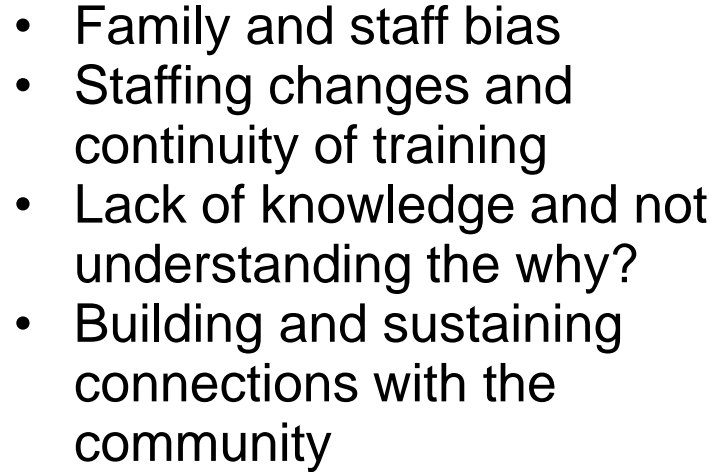 • Family and staff bias
• Staffing changes and
continuity of training
• Lack of knowledge and not
understanding the why?
• Building and sustaining
connections with the
community